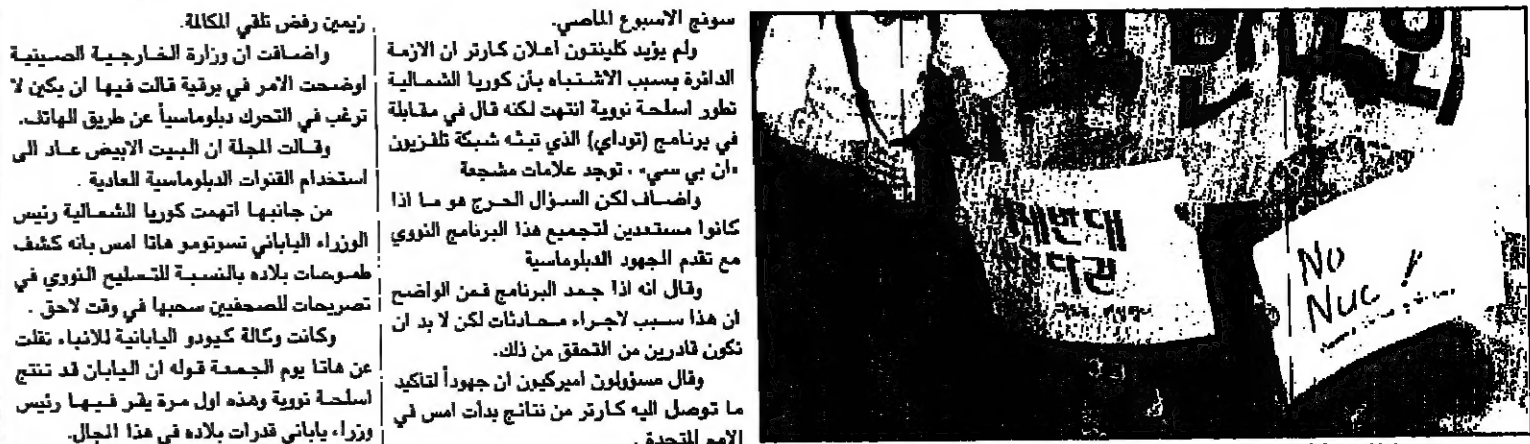 سونغ الاسبوع الماضي.
ولم يؤيد كلينتون اعلان كارتر ان الازمة
الدائرة بسبب الاشتباه بأن كوريا الشمالية
تطور اسلحة نووية انتهت لكنه قال في مقابلة
في برنامج (توداي) الذي تبثه شبكة تلفزيون
«ان بي سي» . توجد علامات مشجعة
واضاف لكن السؤال الحرج هو ما اذا
كانوا مستعدين لتجميع هذا البرنامج النووي
مع تقدم الجهود الدبلوماسية
وقال انه اذا جمد البرنامج فمن الواضح
ان هذا سبب لاجراء محادثات لكن لا بد ان
نكون قادرين من التحقق من ذلك.
وقال مسؤولون اميركيون ان جهوداً لتاكيد
ما توصل اليه كارتر من نتائج بدأت امس في
الامم المتحدة.
زيمين رفض تلقي المكالمة.
واضافت ان وزارة الخارجية الصينية
اوضحت الامر في برقية قالت فيها ان بكين لا
ترغب في التحرك دبلوماسياً عن طريق الهاتف.
وقالت المجلة ان البيت الابيض عاد الى
استخدام القنوات الدبلوماسية العادية .
من جانبها اتهمت كوريا الشمالية رئيس
الوزراء الياباني تسوتومو هاتا امس بانه كشف
طموحات بلاده بالنسبة للتسليح النووي في
تصريحات للصحفيين سحبها في وقت لاحق .
وكانت وكالة كيودو اليابانية للانباء نقلت
عن هاتا يوم الجمعة قوله ان اليابان قد تنتج
اسلحة نووية وهذه اول مرة يقر فيها رئيس
وزراء ياباني قدرات بلاده في هذا المجال.
No
Nuc !